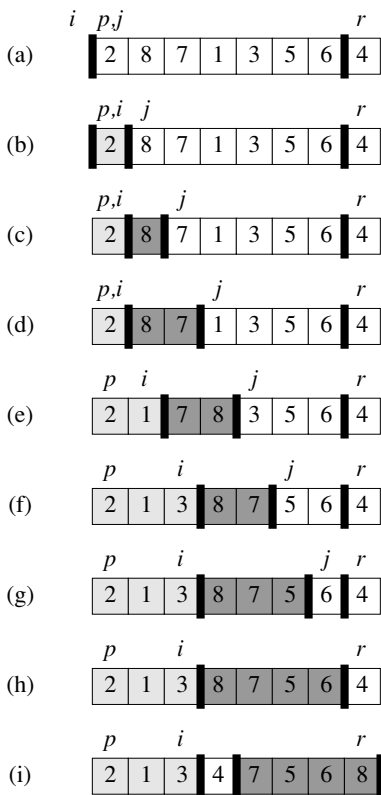 i p,j r
(a) 2 8 7 1 3 5 6 4
p,i j r
(b) 2 8 7 1 3 5 6 4
p,i j r
(c) 2 8 7 1 3 5 6 4
p,i j r
(d) 2 8 7 1 3 5 6 4
p i j r
(e) 2 1 7 8 3 5 6 4
p i j r
(f) 2 1 3 8 7 5 6 4
p i j r
(g) 2 1 3 8 7 5 6 4
p i r
(h) 2 1 3 8 7 5 6 4
p i r
(i) 2 1 3 4 7 5 6 8